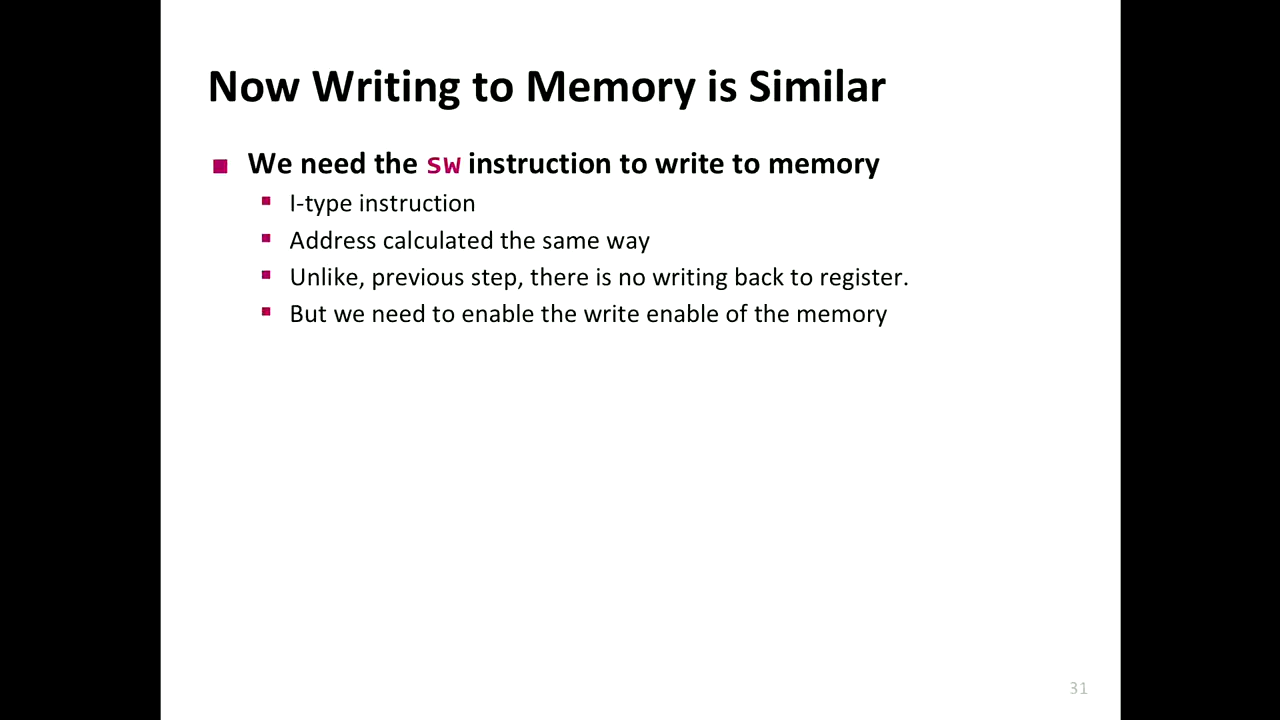 Now Writing to Memory is Similar
We need the sw instruction to write to memory
I-type instruction
Address calculated the same way
Unlike, previous step, there is no writing back to register.
But we need to enable the write enable of the memory
31